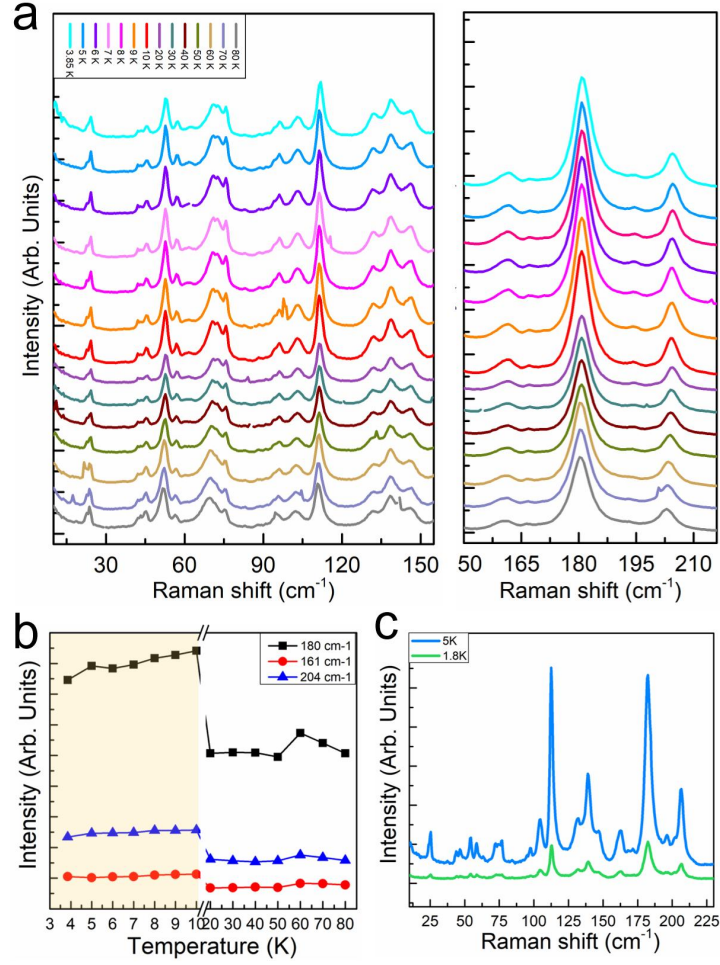 a
3.85 K
5 K
6 K
7 K
8 K
9 K
10 K
20 K
30 K
40 K
50 K
60 K
70 K
80 K
Intensity (Arb. Units)
30 60 90 120 150
Raman shift (cm-1)
50 165 180 195 210
Raman shift (cm-1)
b
180 cm-1
161 cm-1
204 cm-1
Intensity (Arb. Units)
3 4 5 6 7 8 9 10 20 30 40 50 60 70 80
Temperature (K)
c
5K
1.8K
Intensity (Arb. Units)
25 50 75 100 125 150 175 200 225
Raman shift (cm-1)